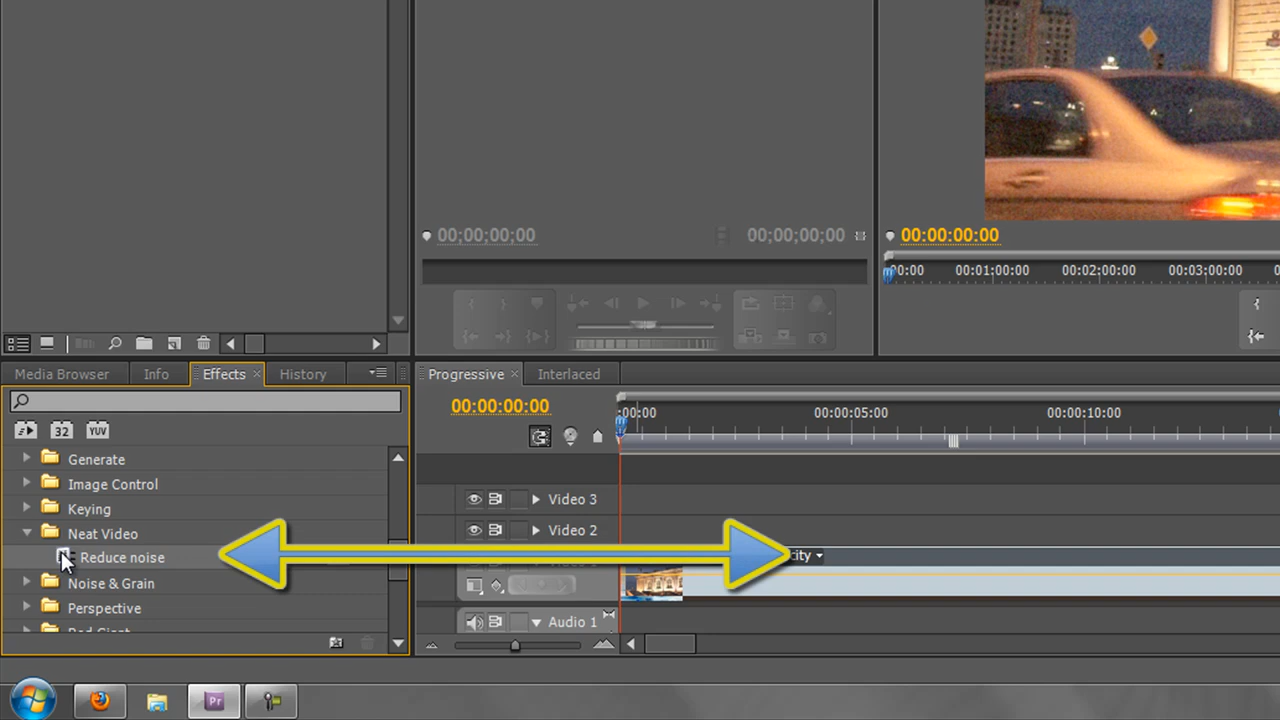 00;00;00;00
00;00;00;00
00:00:00:00
00:00
00:01:00:00
00:02:00:00
00:03:00:00
Media Browser
Info
Effects
History
32
YUV
Generate
Image Control
Keying
Neat Video
Reduce noise
Noise & Grain
Perspective
Red Giant
Progressive
Interlaced
00:00:00:00
:00:00
00:00:05:00
00:00:10:00
Video 3
Video 2
city
Audio 1
Pr